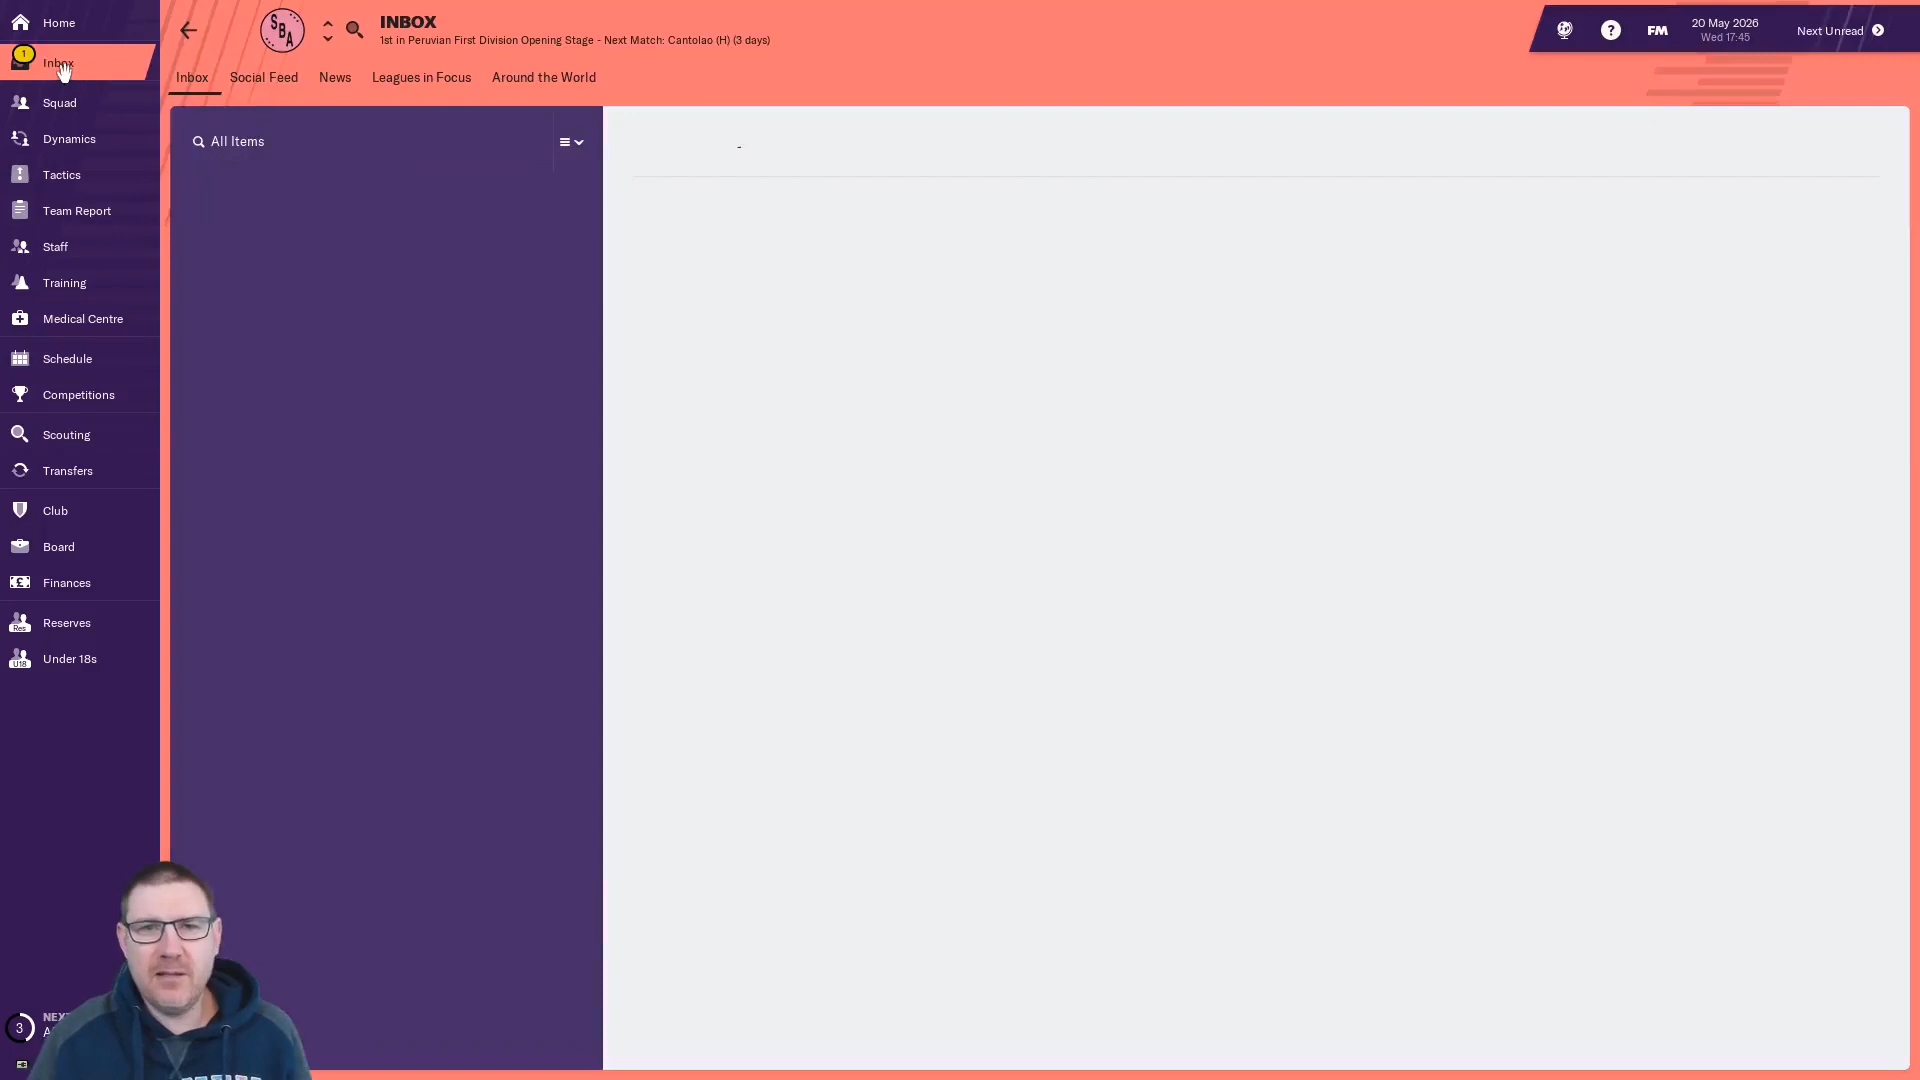 Home
1
Inbox
Squad
Dynamics
Tactics
Team Report
Staff
Training
Medical Centre
Schedule
Competitions
Scouting
Transfers
Club
Board
Finances
Res
Reserves
U18
Under 18s
3
SBA
INBOX
1st in Peruvian First Division Opening Stage - Next Match: Cantolao (H) (3 days)
Inbox Social Feed News Leagues in Focus Around the World
?
FM
20 May 2026
Wed 17:45
Next Unread
All Items
-